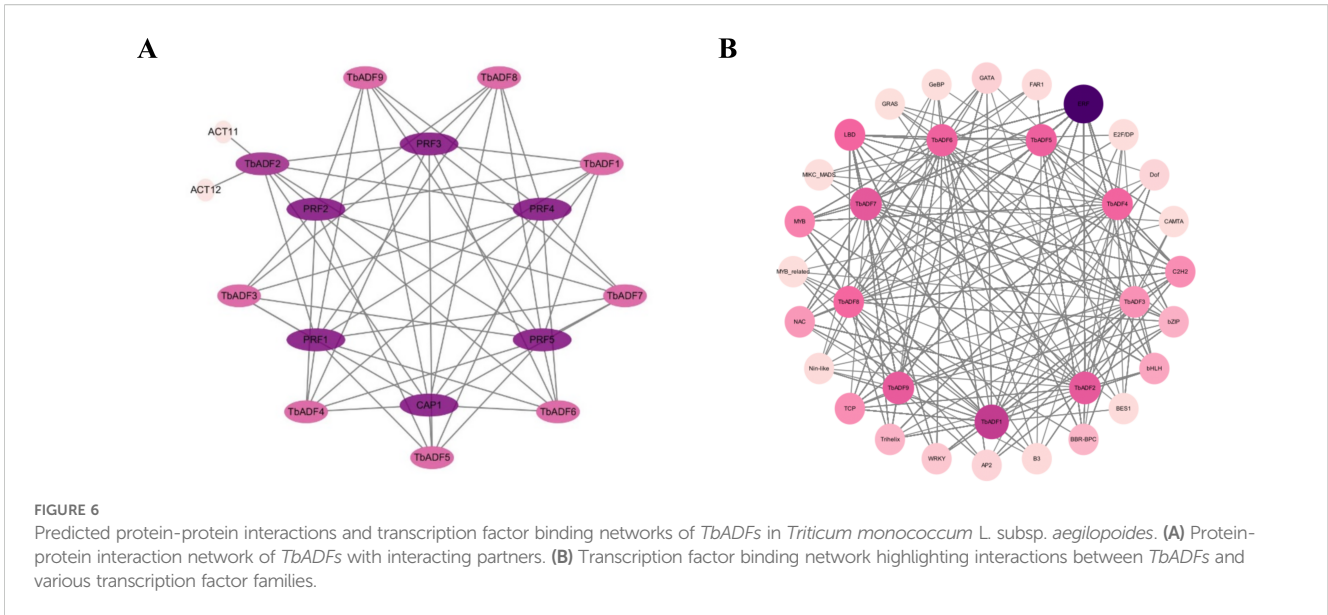 A
B
TbADF9
TbADF8
ACT11
PRF3
TbADF2
TbADF1
ACT12
PRF2
PRF4
TbADF3
TbADF7
PRF1
PRF5
TbADF4
CAP1
TbADF6
TbADF5
GATA
GeBP
FAR1
GRAS
LBD
TbADF6
TbADF5
E2F/DP
MIKC_MADS
Dof
TbADF7
TbADF4
MYB
CAMTA
MYB_related
C2H2
TbADF8
TbADF3
NAC
bZIP
Nin-like
bHLH
TbADF9
TbADF2
TCP
BES1
TbADF1
Trihelix
BBR-BPC
WRKY
AP2
B3
FIGURE 6
Predicted protein-protein interactions and transcription factor binding networks of TbADFs in Triticum monococcum L. subsp. aegilopoides. (A) Protein-
protein interaction network of TbADFs with interacting partners. (B) Transcription factor binding network highlighting interactions between TbADFs and
various transcription factor families.